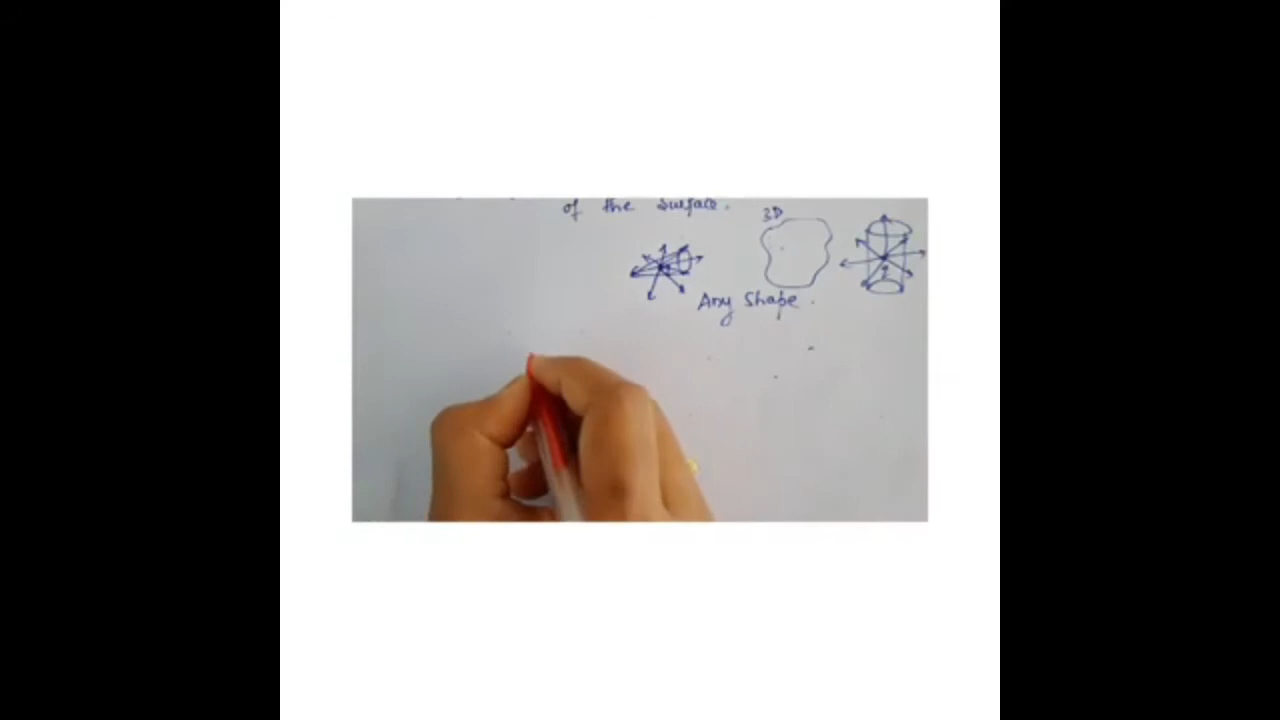 of the surface.
3D
q
Any Shape.